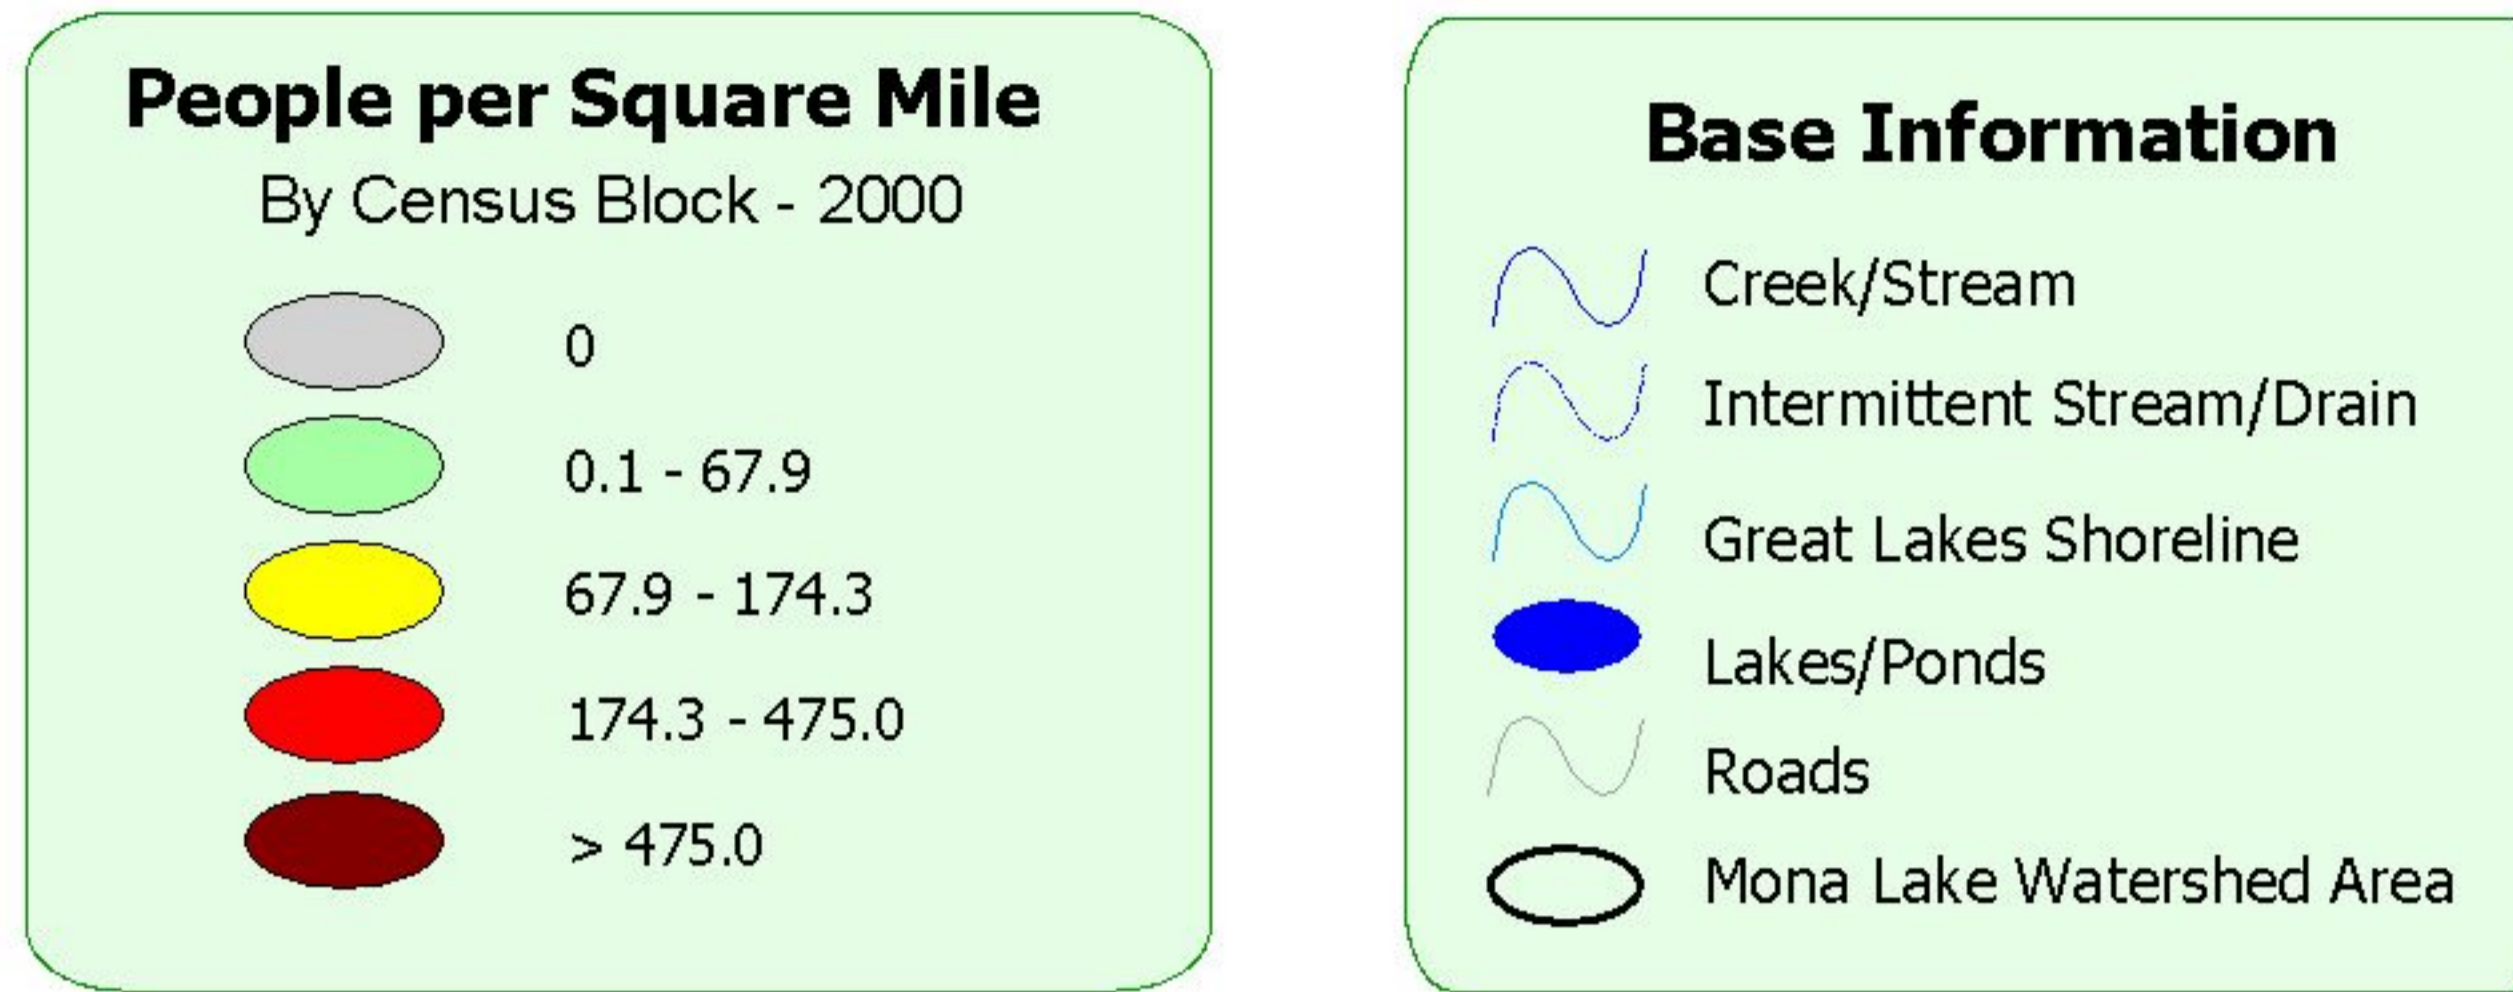 People per Square Mile
By Census Block - 2000
0
0.1 - 67.9
67.9 - 174.3
174.3 - 475.0
> 475.0
Base Information
Creek/Stream
Intermittent Stream/Drain
Great Lakes Shoreline
Lakes/Ponds
Roads
Mona Lake Watershed Area